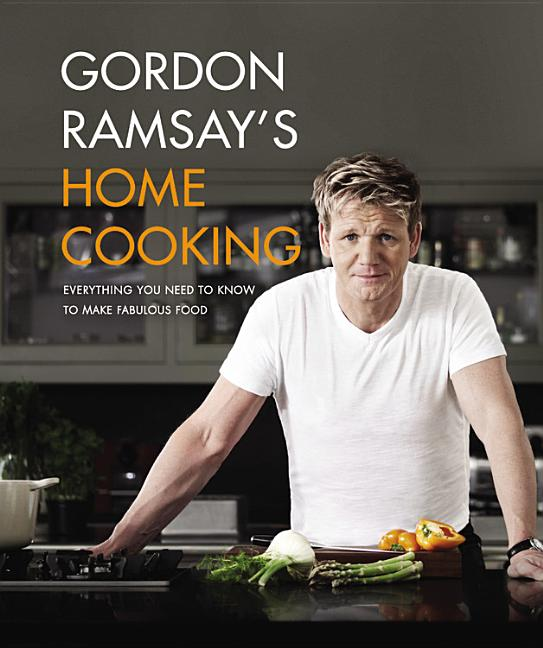 GORDON
RAMSAY'S
HOME
COOKING
EVERYTHING YOU NEED TO KNOW
TO MAKE FABULOUS FOOD